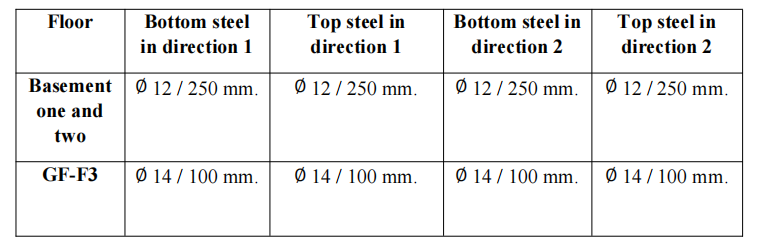 Floor
Bottom steel
in direction 1
Top steel in
direction 1
Bottom steel in
direction 2
Top steel in
direction 2
Basement
one and
two
Ø 12 / 250 mm.
Ø 12 / 250 mm.
Ø 12 / 250 mm.
Ø 12 / 250 mm.
GF-F3
Ø 14 / 100 mm.
Ø 14 / 100 mm.
Ø 14 / 100 mm.
Ø 14 / 100 mm.